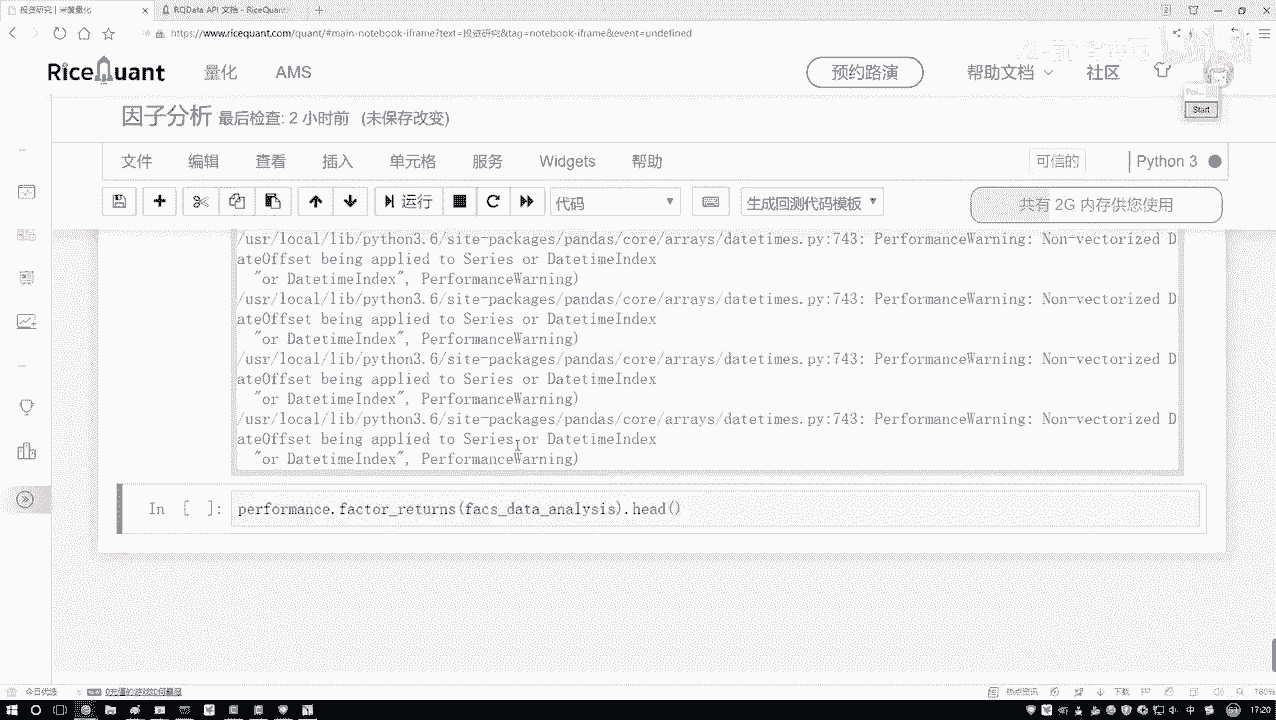 投资研究 | 米筐量化
RQData API 文档 - RiceQuant
https://www.ricequant.com/quant/#main-notebook-iframe?text=投资研究&tag=notebook-iframe&event=undefined
RiceQuant 量化 AMS 预约路演 帮助文档 社区
Start
因子分析 最后检查: 2 小时前 (未保存改变)
文件 编辑 查看 插入 单元格 服务 Widgets 帮助 可信的 Python 3
运行 代码 生成回测代码模板 共有 2G 内存供您使用
/usr/local/lib/python3.6/site-packages/pandas/core/arrays/datetimes.py:743: PerformanceWarning: Non-vectorized D
ateOffset being applied to Series or DatetimeIndex
"or DatetimeIndex", PerformanceWarning)
/usr/local/lib/python3.6/site-packages/pandas/core/arrays/datetimes.py:743: PerformanceWarning: Non-vectorized D
ateOffset being applied to Series or DatetimeIndex
"or DatetimeIndex", PerformanceWarning)
/usr/local/lib/python3.6/site-packages/pandas/core/arrays/datetimes.py:743: PerformanceWarning: Non-vectorized D
ateOffset being applied to Series or DatetimeIndex
"or DatetimeIndex", PerformanceWarning)
/usr/local/lib/python3.6/site-packages/pandas/core/arrays/datetimes.py:743: PerformanceWarning: Non-vectorized D
ateOffset being applied to Series or DatetimeIndex
"or DatetimeIndex", PerformanceWarning)
In [ ]: performance.factor_returns(facs_data_analysis).head()
今日优选 热点资讯 下载 160%
中 17:20